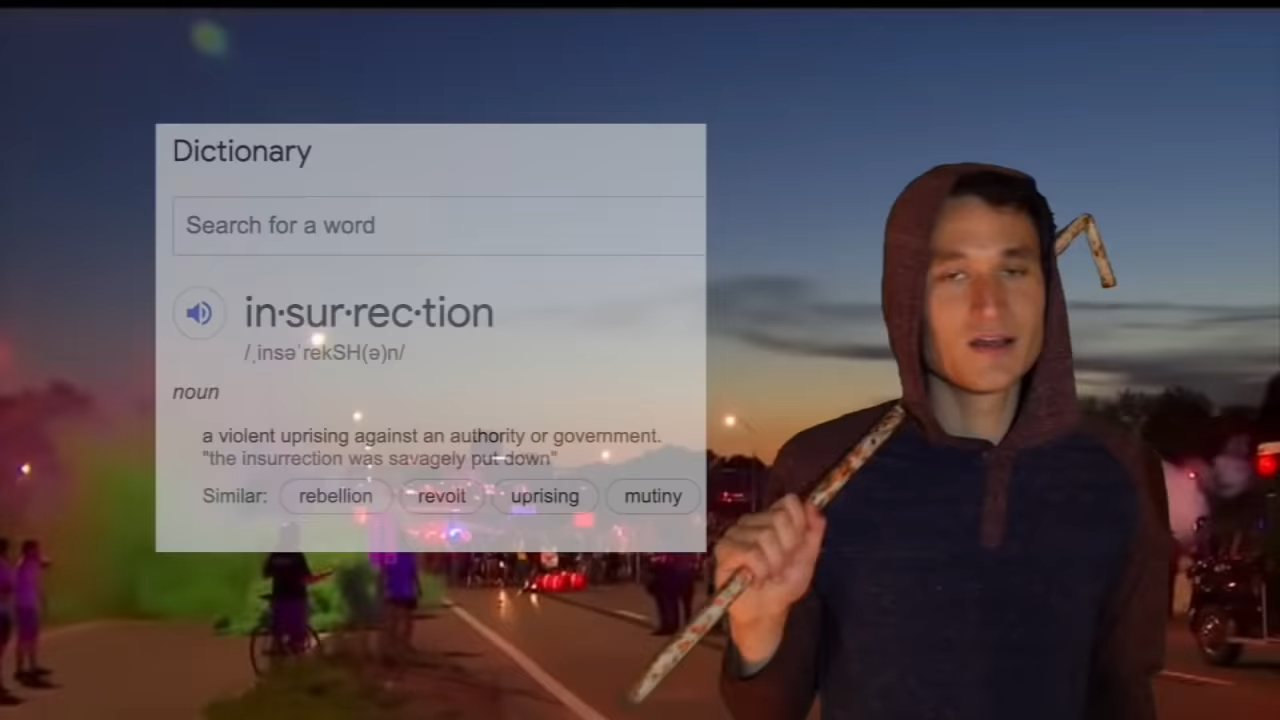 Dictionary
Search for a word
in·sur·rec·tion
/ˌinsəˈrekSH(ə)n/
noun
a violent uprising against an authority or government.
"the insurrection was savagely put down"
Similar: rebellion revolt uprising mutiny